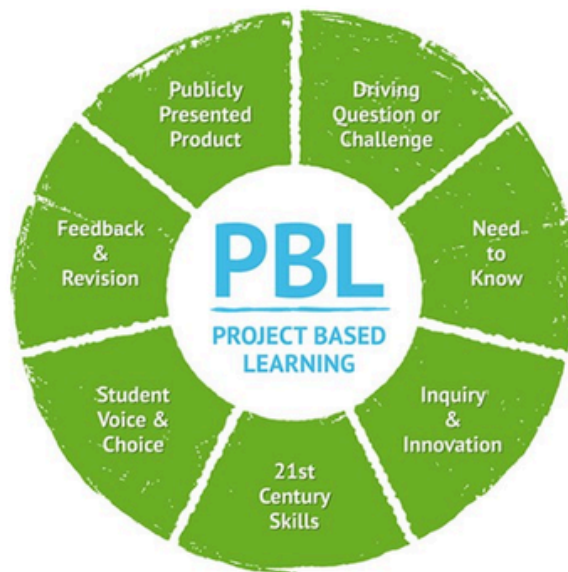 PBL
PROJECT BASED
LEARNING
Driving
Question or
Challenge
Need
to
Know
Inquiry
&
Innovation
21st
Century
Skills
Student
Voice &
Choice
Feedback
&
Revision
Publicly
Presented
Product